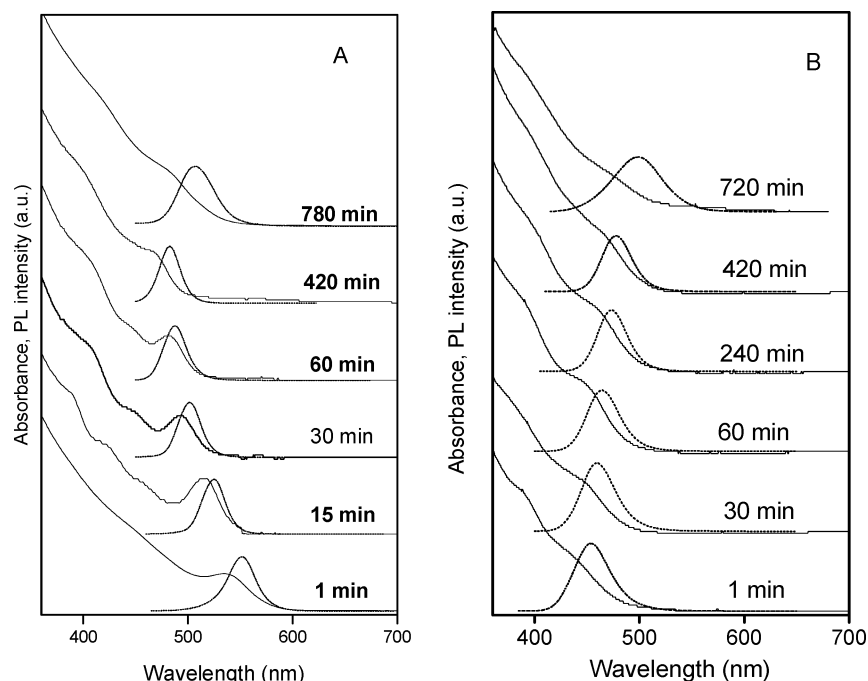 A
Absorbance, PL intensity (a.u.)
780 min
420 min
60 min
30 min
15 min
1 min
400 500 600 700
Wavelength (nm)
B
Absorbance, PL intensity (a.u.)
720 min
420 min
240 min
60 min
30 min
1 min
400 500 600 700
Wavelength (nm)